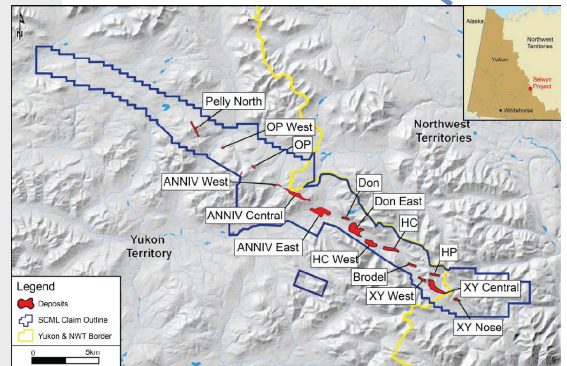 N
Alaska
Northwest
Territories
Yukon
Selwyn
Project
Whitehorse
Pelly North
OP West
OP
Northwest
Territories
ANNIV West
Don
ANNIV Central
Don East
HC
ANNIV East
Yukon
Territory
HC West
HP
Brodel
XY Central
XY West
XY Nose
Legend
Deposits
SCML Claim Outline
Yukon & NWT Border
0 5km